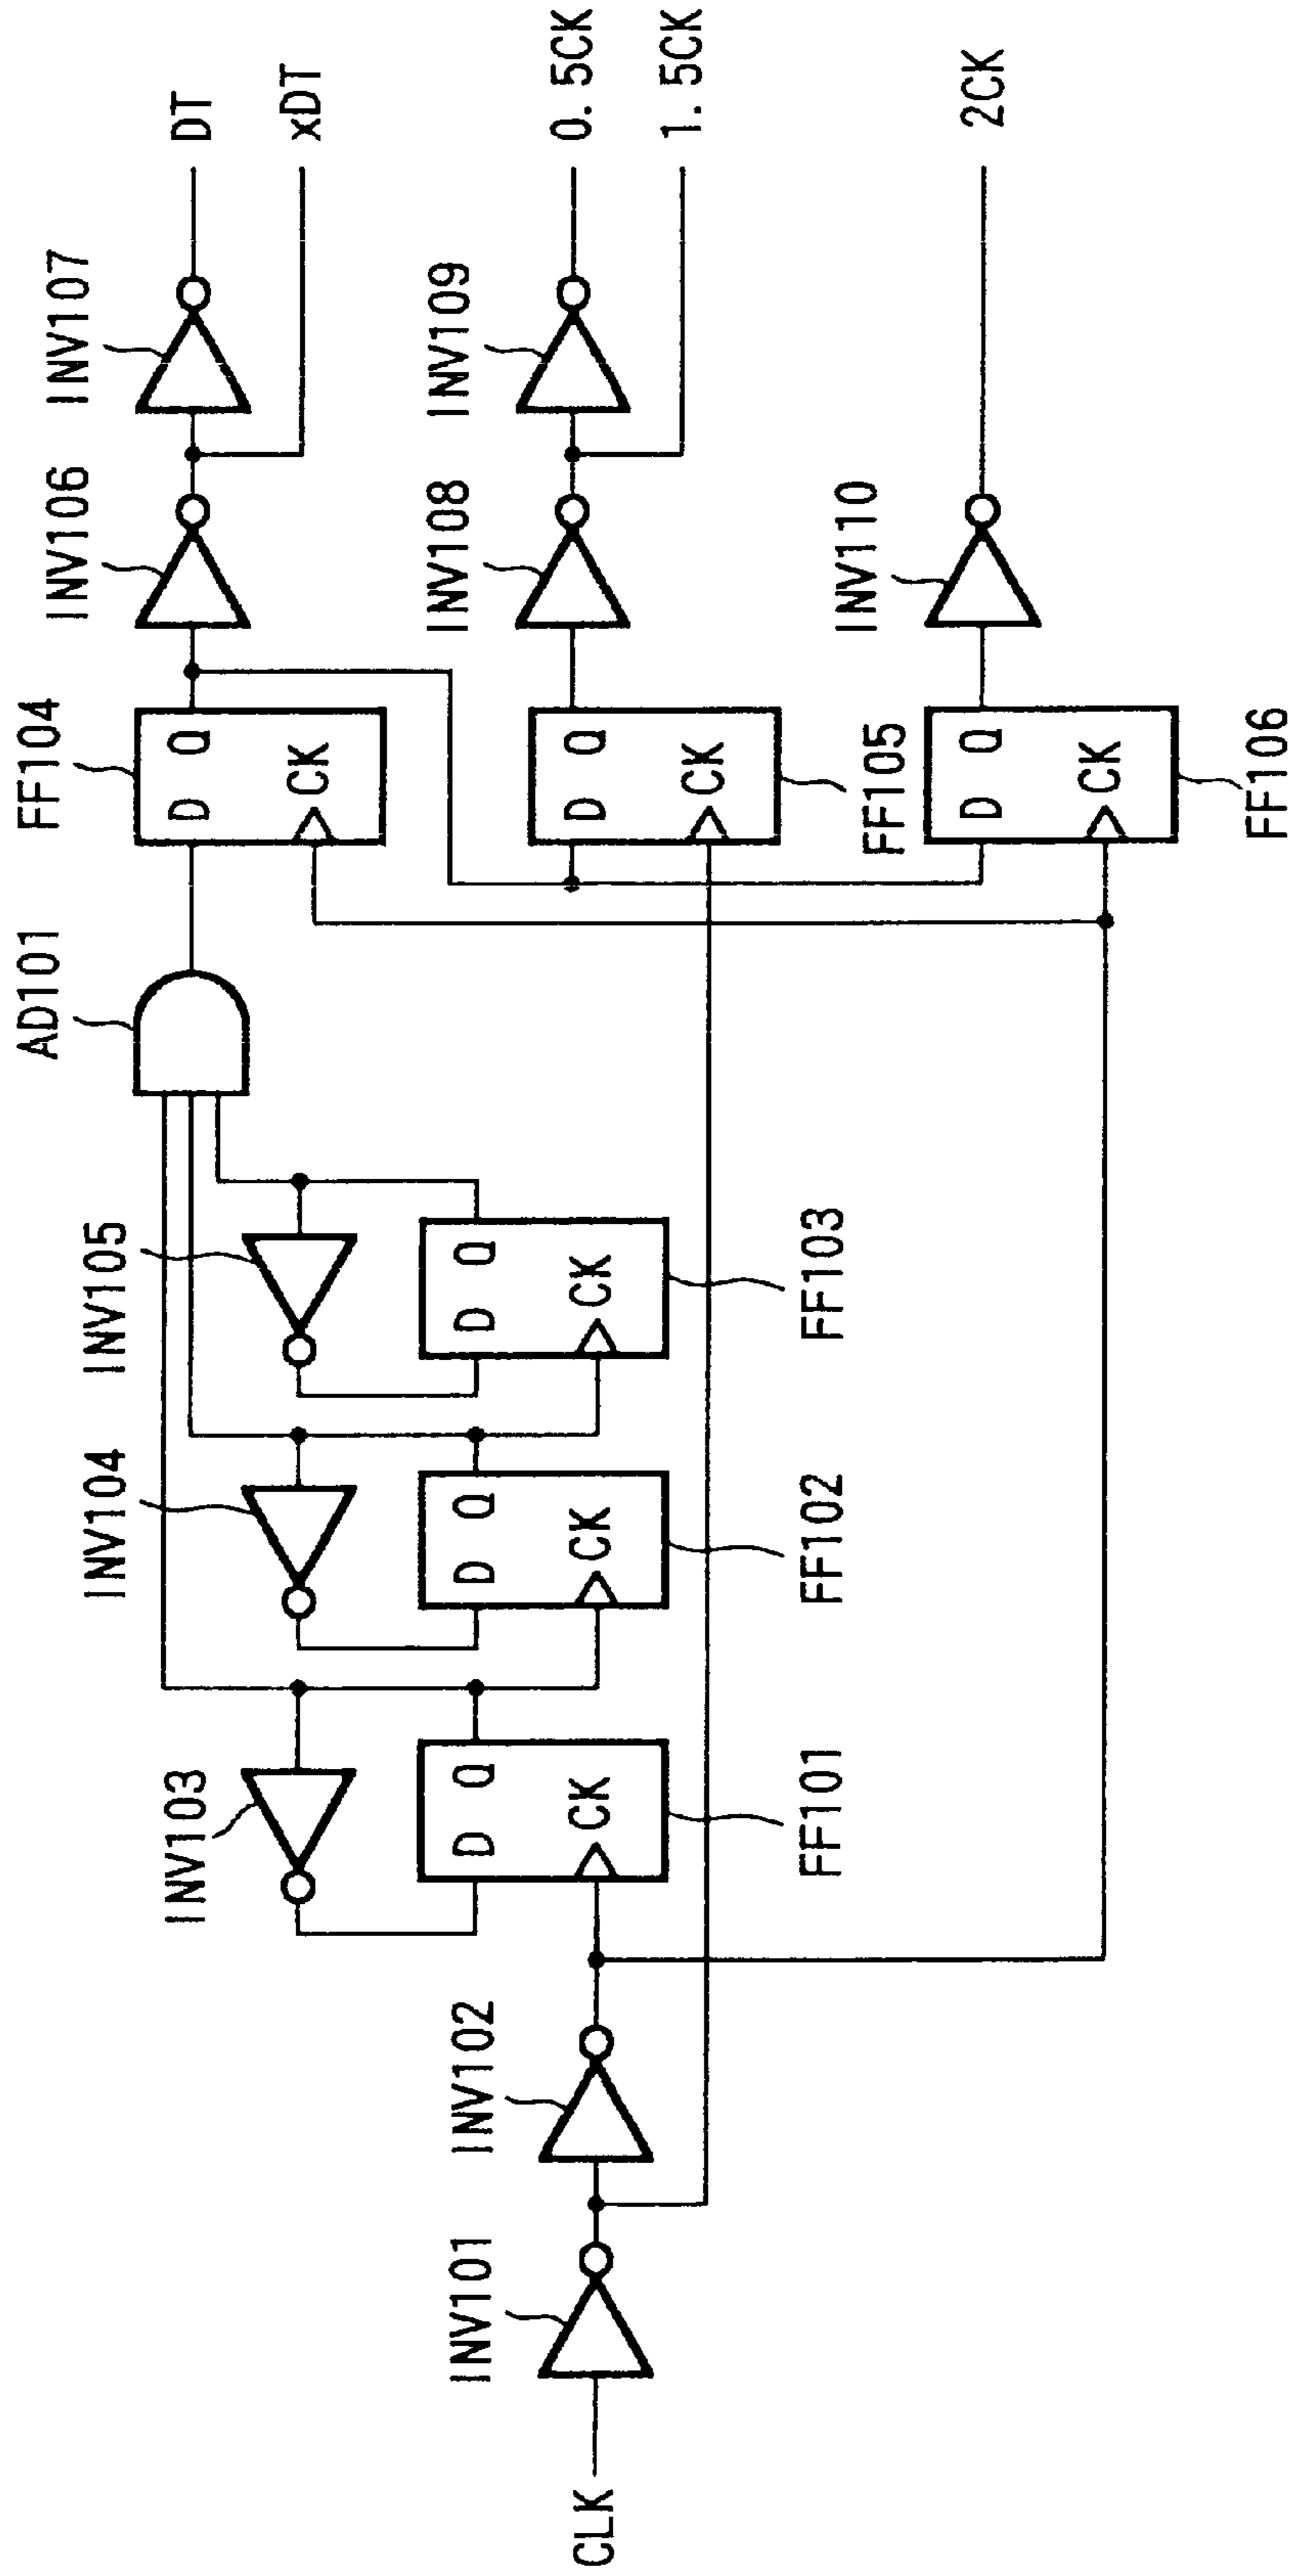 CLK
INV101
INV102
INV103
D Q
CK
FF101
INV104
D Q
CK
FF102
INV105
D Q
CK
FF103
AD101
FF104
D Q
CK
INV106
INV107
DT
xDT
D Q
CK
FF105
INV108
INV109
0.5CK
1.5CK
D Q
CK
FF106
INV110
2CK